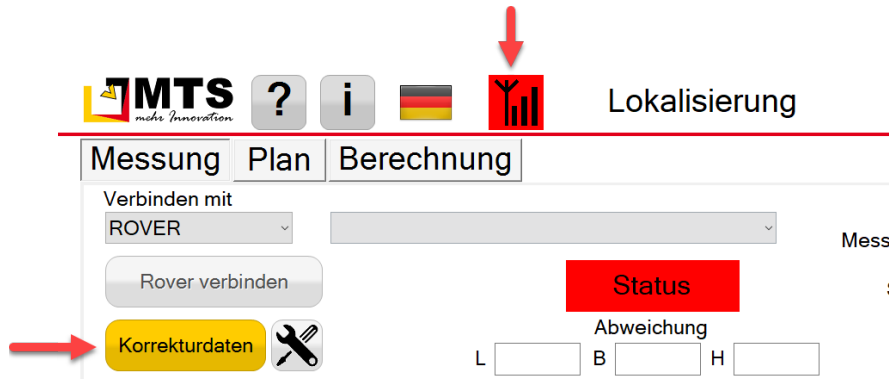 MTS
mehr Innovation
? i
Lokalisierung
Messung Plan Berechnung
Verbinden mit
ROVER
Mess
Rover verbinden
Status
s
Abweichung
Korrekturdaten
L B H